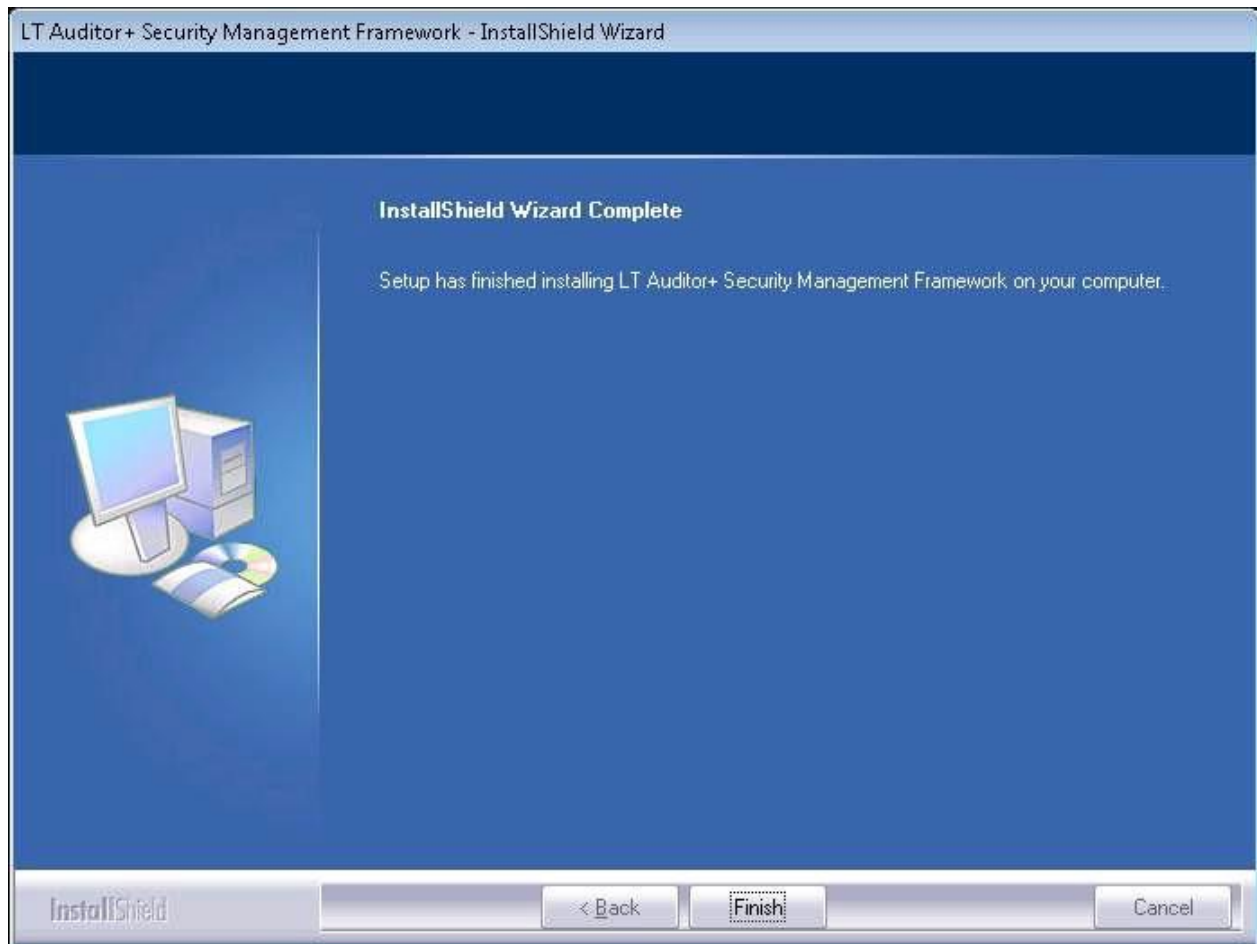 LT Auditor+ Security Management Framework - InstallShield Wizard
InstallShield Wizard Complete
Setup has finished installing LT Auditor+ Security Management Framework on your computer.
InstallShield
< Back
Finish
Cancel